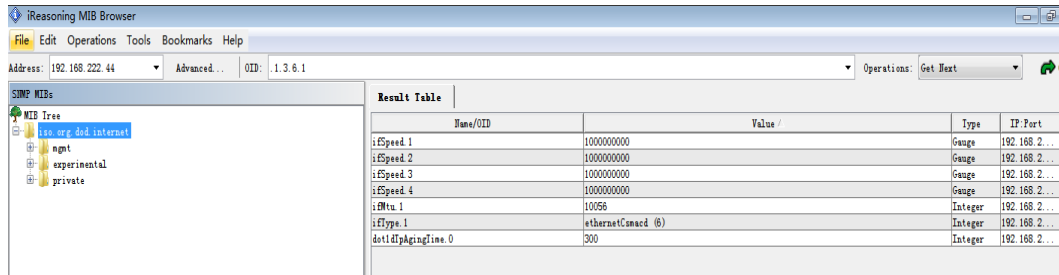 iReasoning MIB Browser
File Edit Operations Tools Bookmarks Help
Address: 192.168.222.44 Advanced... OID: .1.3.6.1 Operations: Get Next
SNMP MIBs
MIB Tree
iso.org.dod.internet
mgmt
experimental
private
Result Table
Name/OID Value Type IP:Port
ifSpeed.1 1000000000 Gauge 192.168.2...
ifSpeed.2 1000000000 Gauge 192.168.2...
ifSpeed.3 1000000000 Gauge 192.168.2...
ifSpeed.4 1000000000 Gauge 192.168.2...
ifMtu.1 10056 Integer 192.168.2...
ifType.1 ethernetCsmacd (6) Integer 192.168.2...
dot1dTpAgingTime.0 300 Integer 192.168.2...